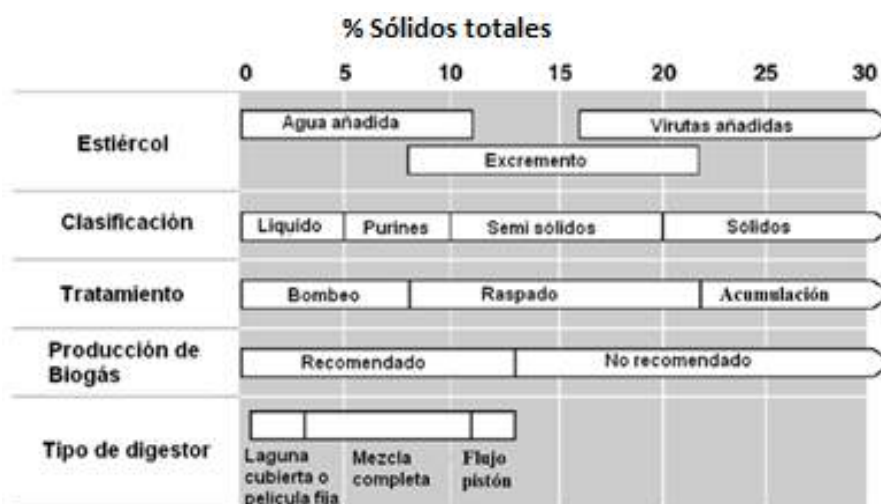 % Sólidos totales
0 5 10 15 20 25 30
Estiércol
Agua añadida
Virutas añadidas
Excremento
Clasificación
Liquido
Purines
Semi sólidos
Sólidos
Tratamiento
Bombeo
Raspado
Acumulación
Producción de
Biogás
Recomendado
No recomendado
Tipo de digestor
Laguna
cubierta o
película fija
Mezcla
completa
Flujo
pistón